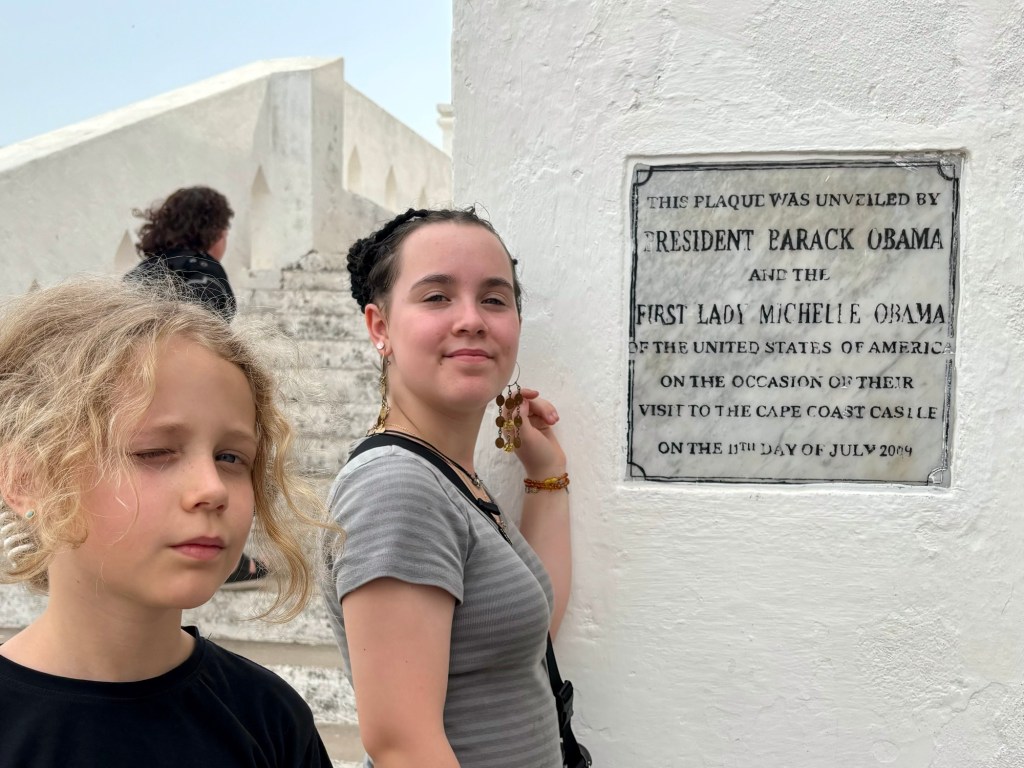 THIS PLAQUE WAS UNVEILED BY
PRESIDENT BARACK OBAMA
AND THE
FIRST LADY MICHELLE OBAMA
OF THE UNITED STATES OF AMERICA
ON THE OCCASION OF THEIR
VISIT TO THE CAPE COAST CASTLE
ON THE 11TH DAY OF JULY 2009